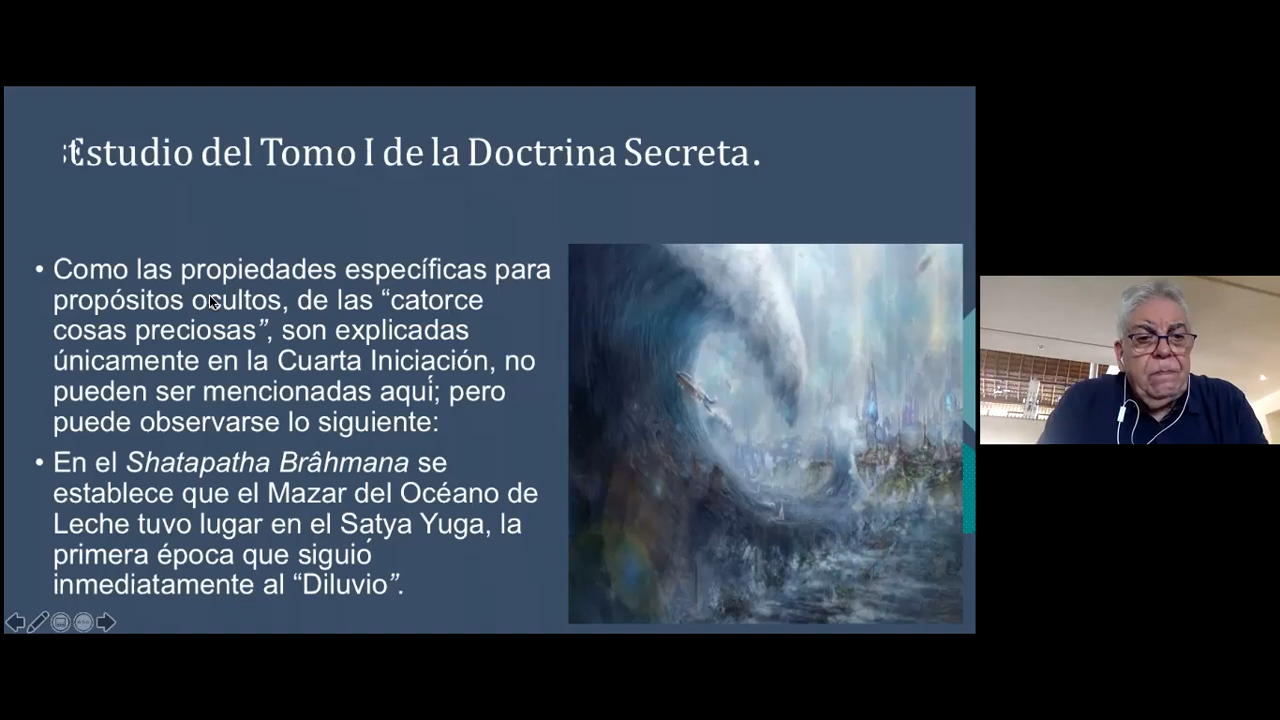 Estudio del Tomo I de la Doctrina Secreta.
• Como las propiedades específicas para
propósitos ocultos, de las “catorce
cosas preciosas”, son explicadas
únicamente en la Cuarta Iniciación, no
pueden ser mencionadas aquí; pero
puede observarse lo siguiente:
• En el Shatapatha Brâhmana se
establece que el Mazar del Océano de
Leche tuvo lugar en el Satya Yuga, la
primera época que siguió
inmediatamente al “Diluvio”.